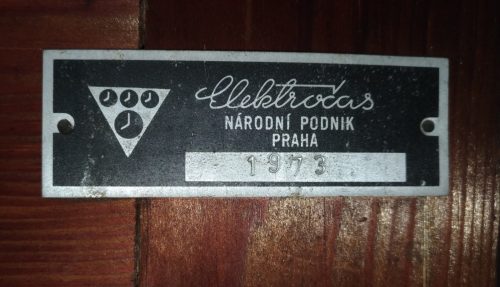 Elektročas
NÁRODNÍ PODNIK
PRAHA
1973